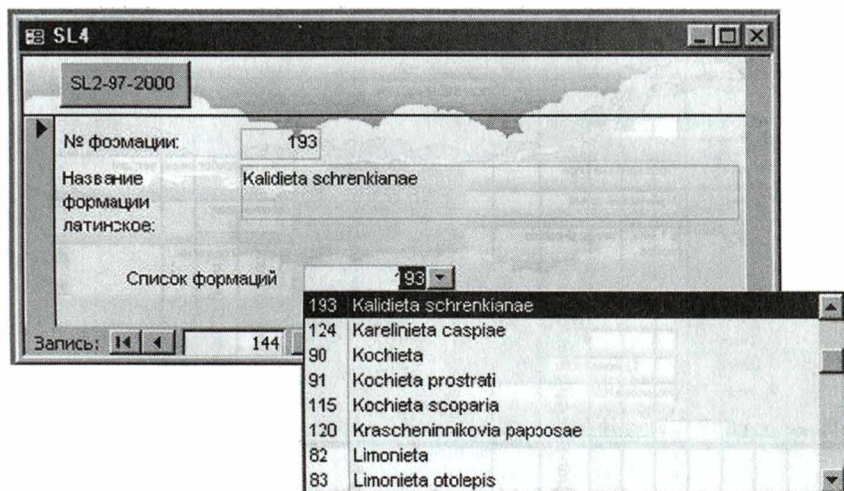 SL4
SL2-97-2000
№ формации: 193
Название формации латинское: Kalidieta schrenkianae
Список формаций 193
193 Kalidieta schrenkianae
124 Karelinieta caspiae
90 Kochieta
91 Kochieta prostrati
115 Kochieta scoparia
120 Krascheninnikovia papposae
82 Limonieta
83 Limonieta otolepis
Запись: 144